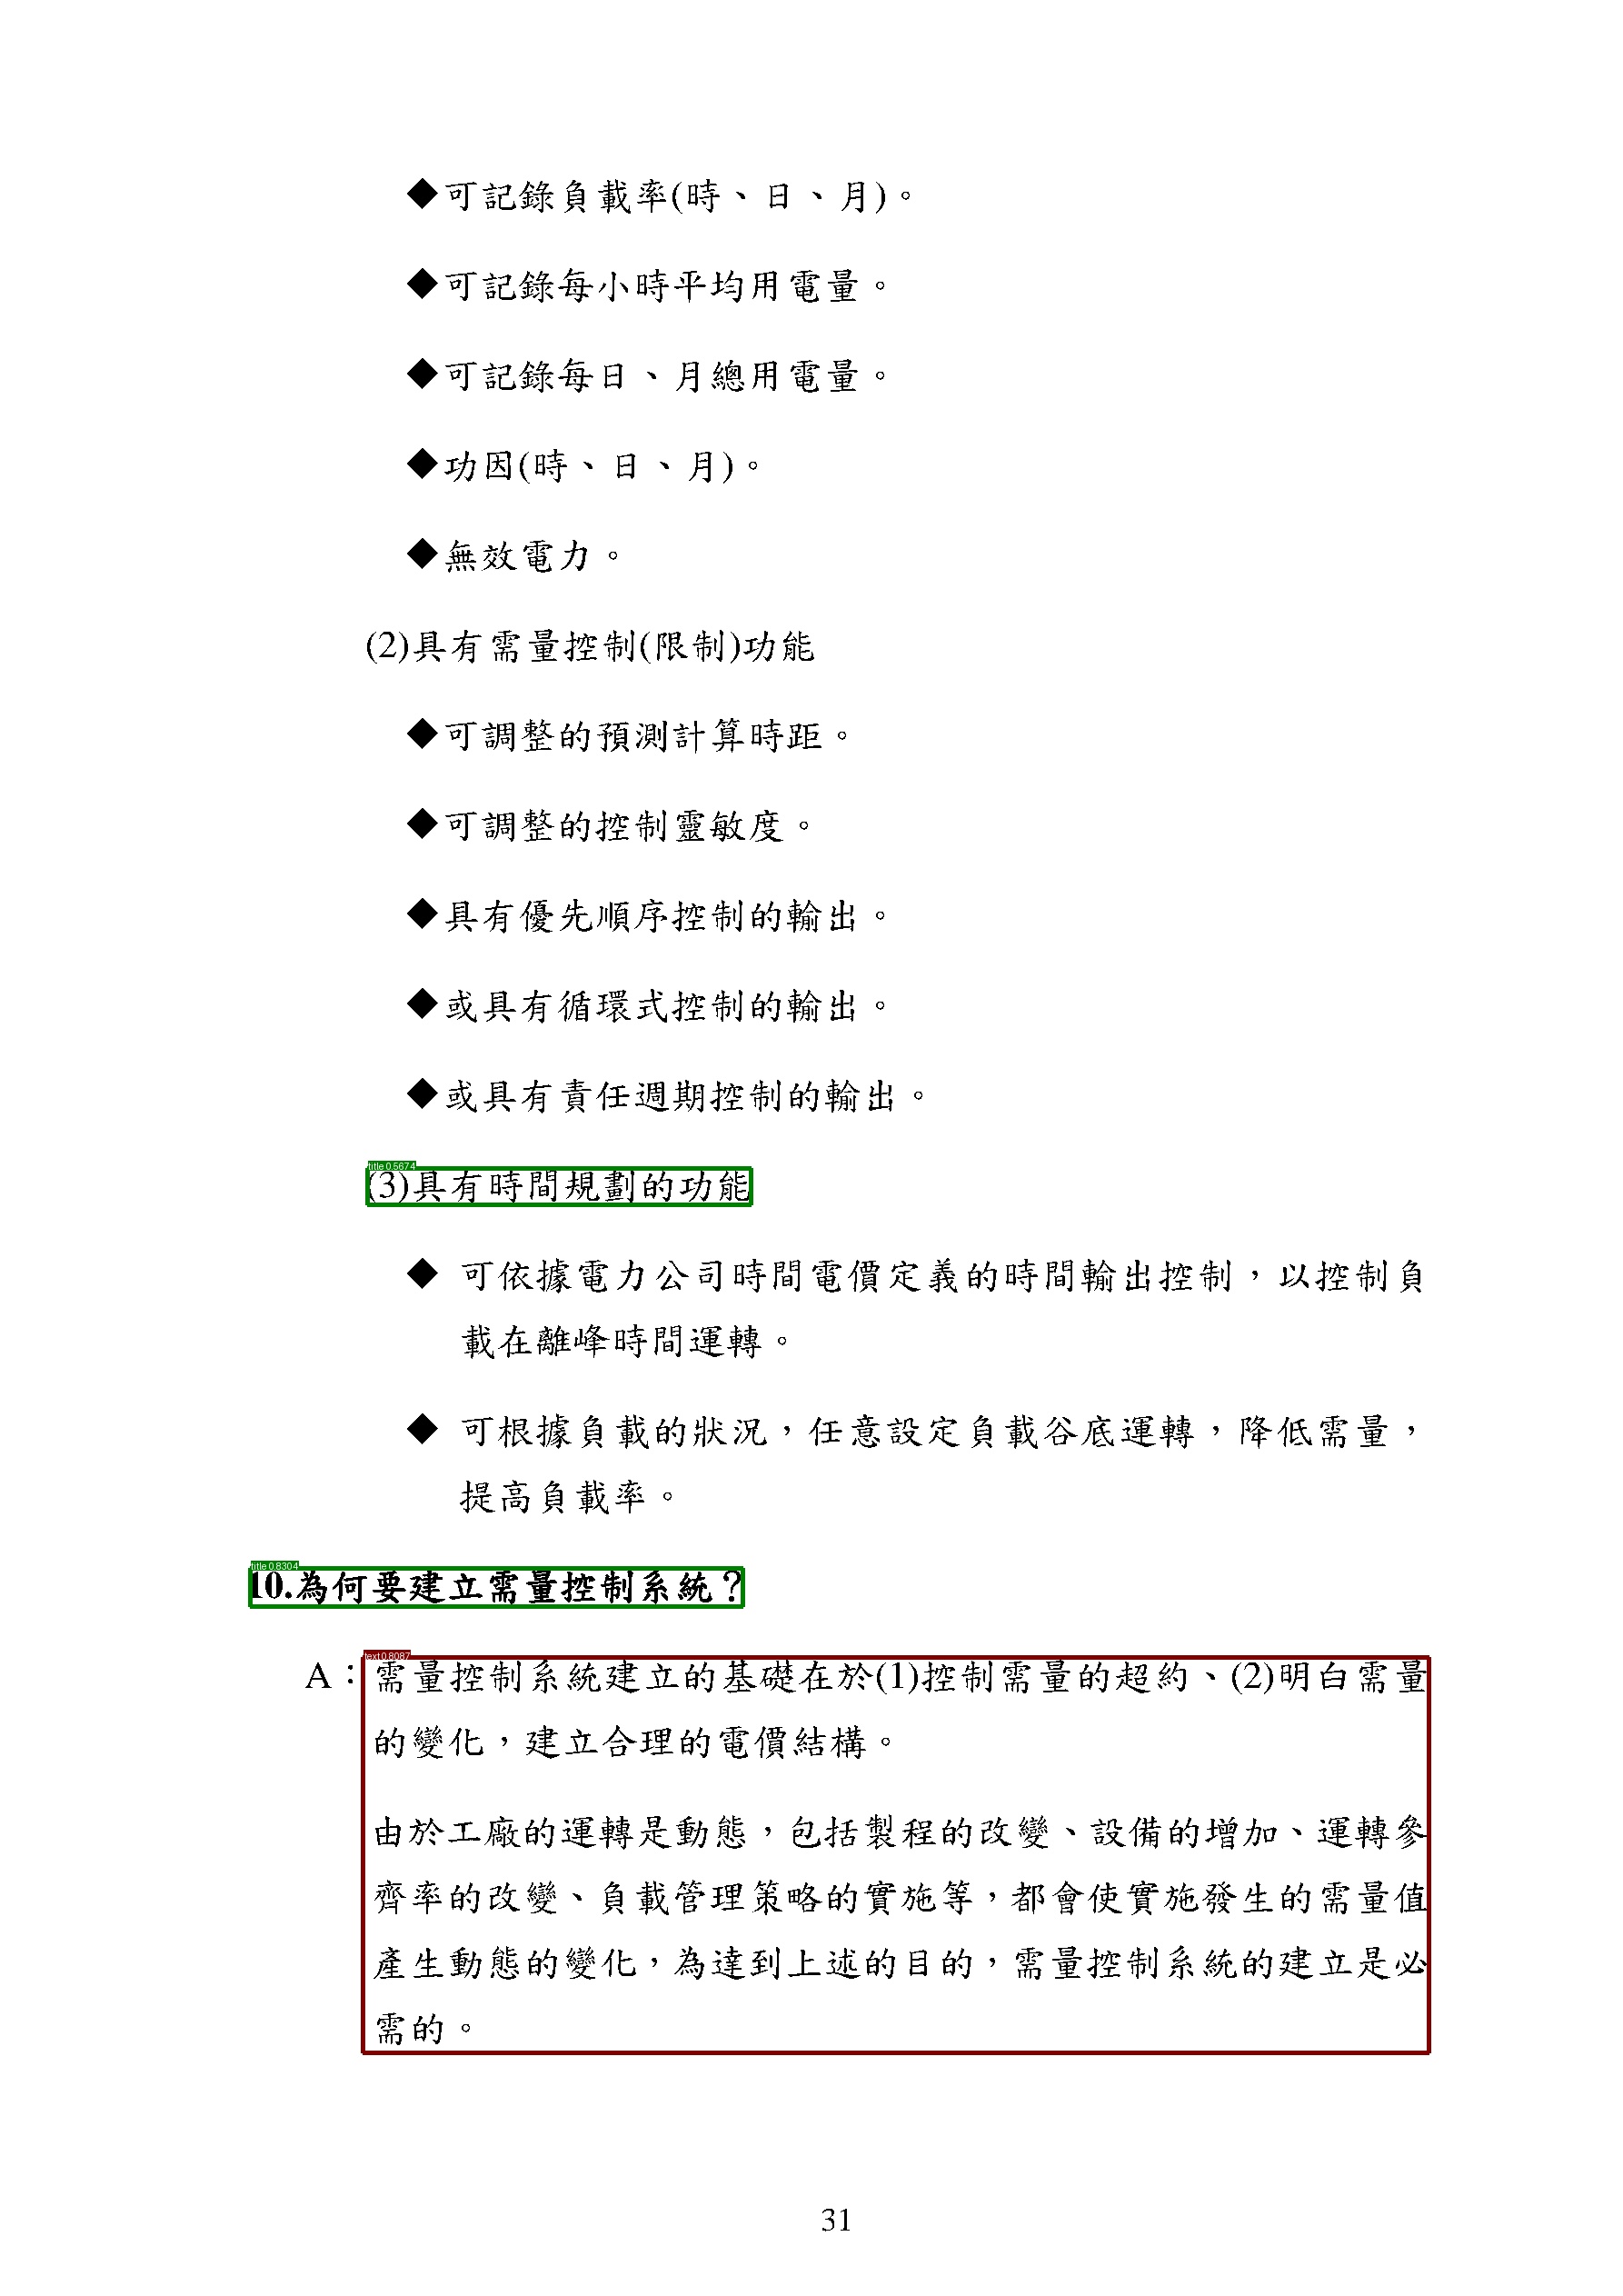 ◆可記錄負載率(時、日、月)。
◆可記錄每小時平均用電量。
◆可記錄每日、月總用電量。
◆功因(時、日、月)。
◆無效電力。
(2)具有需量控制(限制)功能
◆可調整的預測計算時距。
◆可調整的控制靈敏度。
◆具有優先順序控制的輸出。
◆或具有循環式控制的輸出。
◆或具有責任週期控制的輸出。
title 0.5674
(3)具有時間規劃的功能
◆ 可依據電力公司時間電價定義的時間輸出控制，以控制負
載在離峰時間運轉。
◆ 可根據負載的狀況，任意設定負載谷底運轉，降低需量，
提高負載率。
title 0.8304
10.為何要建立需量控制系統？
text 0.8087
A：需量控制系統建立的基礎在於(1)控制需量的超約、(2)明白需量
的變化，建立合理的電價結構。
由於工廠的運轉是動態，包括製程的改變、設備的增加、運轉參
齊率的改變、負載管理策略的實施等，都會使實施發生的需量值
產生動態的變化，為達到上述的目的，需量控制系統的建立是必
需的。
31